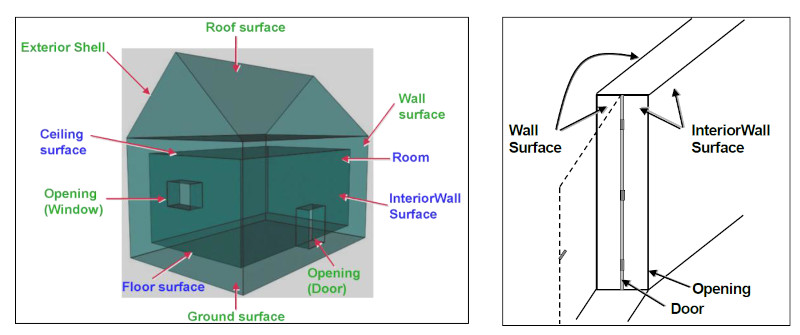 Roof surface
Exterior Shell
Wall
surface
Ceiling
surface
Room
Opening
(Window)
InteriorWall
Surface
Floor surface
Opening
(Door)
Ground surface
Wall
Surface
InteriorWall
Surface
Opening
Door